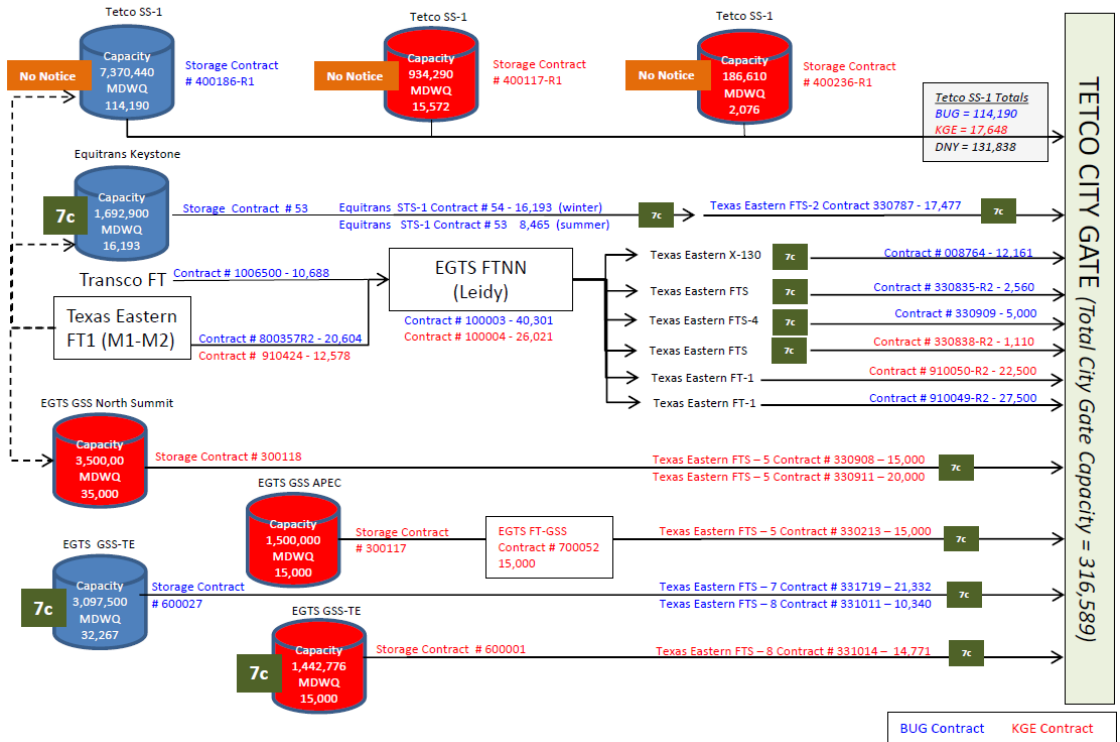 Tetco SS-1
Capacity
7,370,440
MDWQ
114,190
No Notice
Storage Contract
# 400186-R1
Tetco SS-1
Capacity
934,290
MDWQ
15,572
No Notice
Storage Contract
# 400117-R1
Tetco SS-1
Capacity
186,610
MDWQ
2,076
No Notice
Storage Contract
# 400236-R1
Tetco SS-1 Totals
BUG = 114,190
KGE = 17,648
DNY = 131,838
TETCO CITY GATE (Total City Gate Capacity = 316,589)
Equitrans Keystone
7c
Capacity
1,692,900
MDWQ
16,193
Storage Contract # 53
Equitrans STS-1 Contract # 54 - 16,193 (winter)
Equitrans STS-1 Contract # 53 8,465 (summer)
7c
Texas Eastern FTS-2 Contract 330787 - 17,477
7c
Transco FT
Contract # 1006500 - 10,688
Texas Eastern
FT1 (M1-M2)
Contract # 800357R2 - 20,604
Contract # 910424 - 12,578
EGTS FTNN
(Leidy)
Contract # 100003 - 40,301
Contract # 100004 - 26,021
Texas Eastern X-130
7c
Contract # 008764 - 12,161
Texas Eastern FTS
7c
Contract # 330835-R2 - 2,560
Texas Eastern FTS-4
7c
Contract # 330909 - 5,000
Texas Eastern FTS
7c
Contract # 330838-R2 - 1,110
Texas Eastern FT-1
Contract # 910050-R2 - 22,500
Texas Eastern FT-1
Contract # 910049-R2 - 27,500
EGTS GSS North Summit
Capacity
3,500,00
MDWQ
35,000
Storage Contract # 300118
Texas Eastern FTS – 5 Contract # 330908 – 15,000
Texas Eastern FTS – 5 Contract # 330911 – 20,000
7c
EGTS GSS APEC
Capacity
1,500,000
MDWQ
15,000
Storage Contract
# 300117
EGTS FT-GSS
Contract # 700052
15,000
Texas Eastern FTS – 5 Contract # 330213 – 15,000
7c
EGTS GSS-TE
7c
Capacity
3,097,500
MDWQ
32,267
Storage Contract
# 600027
Texas Eastern FTS – 7 Contract # 331719 – 21,332
Texas Eastern FTS – 8 Contract # 331011 – 10,340
7c
EGTS GSS-TE
7c
Capacity
1,442,776
MDWQ
15,000
Storage Contract # 600001
Texas Eastern FTS – 8 Contract # 331014 – 14,771
7c
BUG Contract KGE Contract